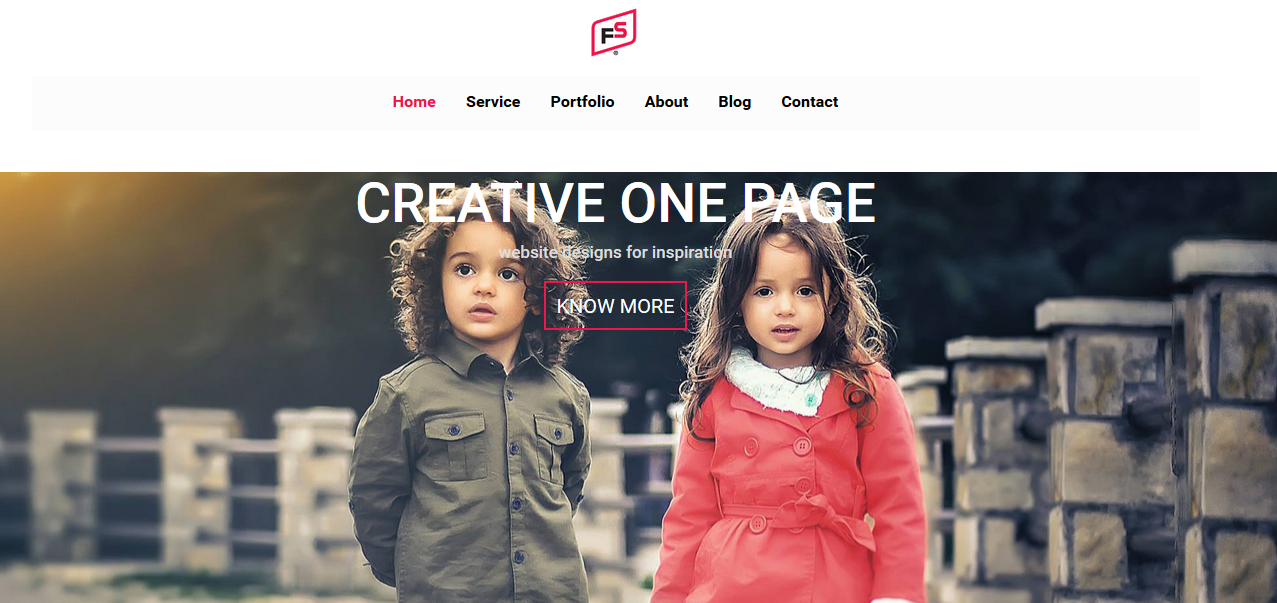 FS
Home Service Portfolio About Blog Contact
CREATIVE ONE PAGE
website designs for inspiration
KNOW MORE